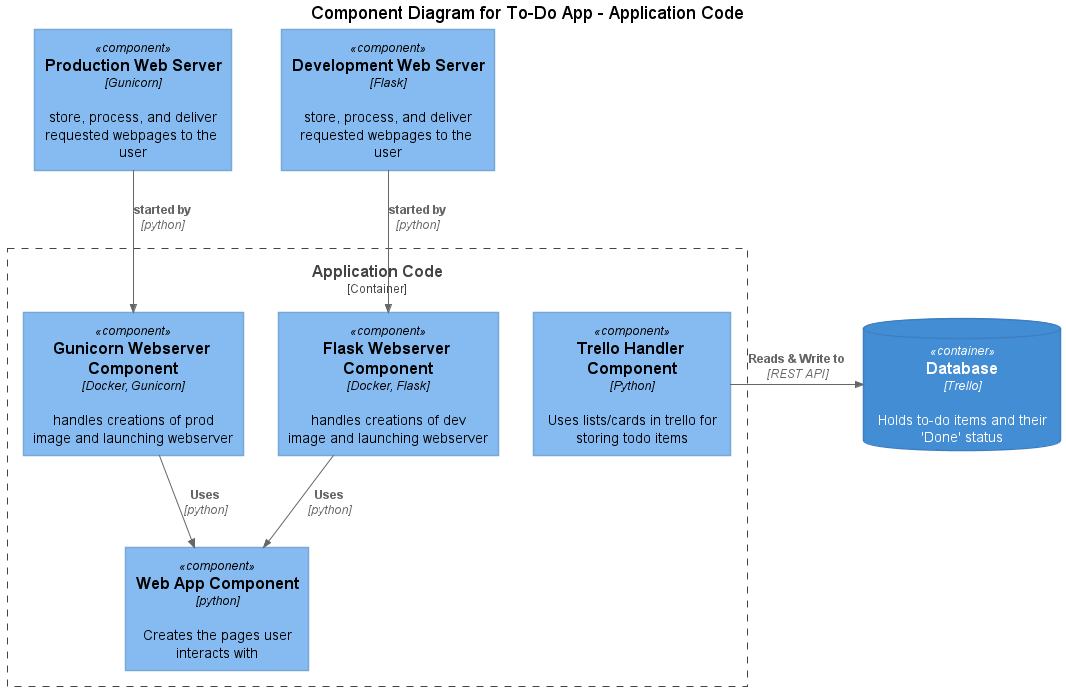 Component Diagram for To-Do App - Application Code
«component»
Production Web Server
[Gunicorn]
store, process, and deliver
requested webpages to the
user
«component»
Development Web Server
[Flask]
store, process, and deliver
requested webpages to the
user
started by
[python]
started by
[python]
Application Code
[Container]
«component»
Gunicorn Webserver
Component
[Docker, Gunicorn]
handles creations of prod
image and launching webserver
«component»
Flask Webserver
Component
[Docker, Flask]
handles creations of dev
image and launching webserver
«component»
Trello Handler
Component
[Python]
Uses lists/cards in trello for
storing todo items
Reads & Write to
[REST API]
«container»
Database
[Trello]
Holds to-do items and their
'Done' status
Uses
[python]
Uses
[python]
«component»
Web App Component
[python]
Creates the pages user
interacts with